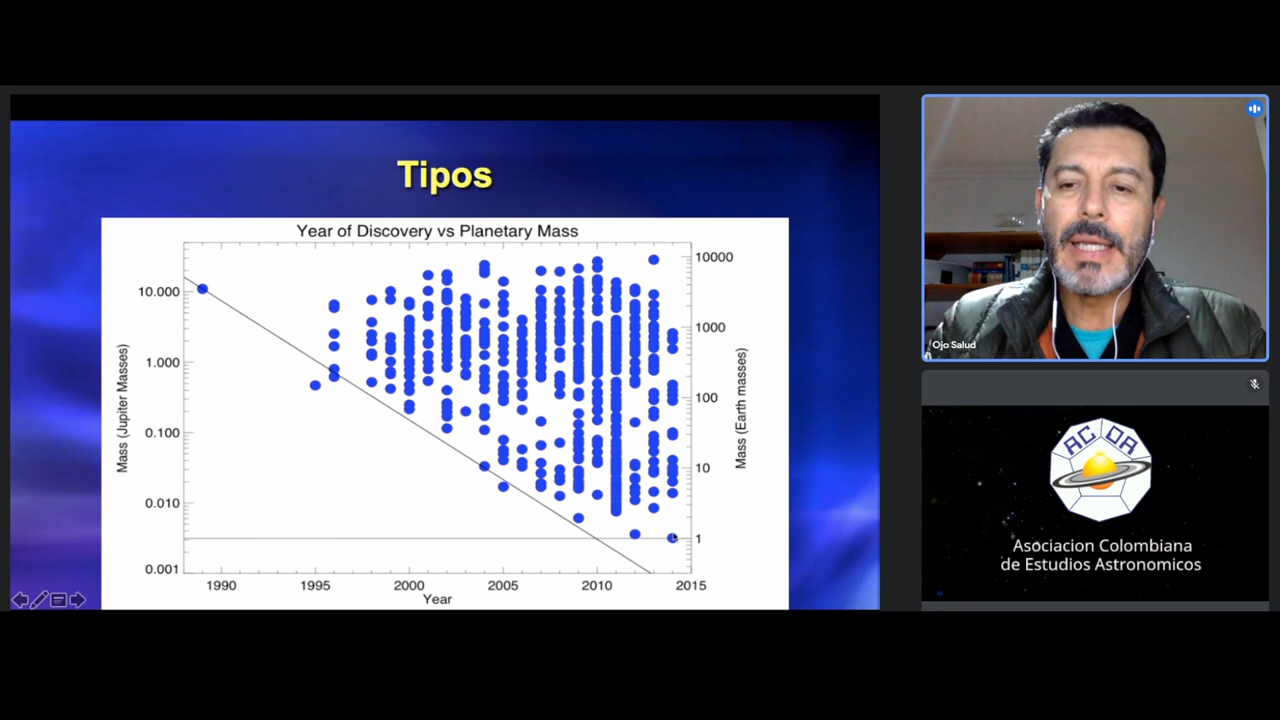 Tipos
Year of Discovery vs Planetary Mass
10.000
1.000
0.100
0.010
0.001
Mass (Jupiter Masses)
10000
1000
100
10
1
Mass (Earth masses)
1990
1995
2000
2005
2010
2015
Year
Ojo Salud
ACDA
Asociacion Colombiana
de Estudios Astronomicos